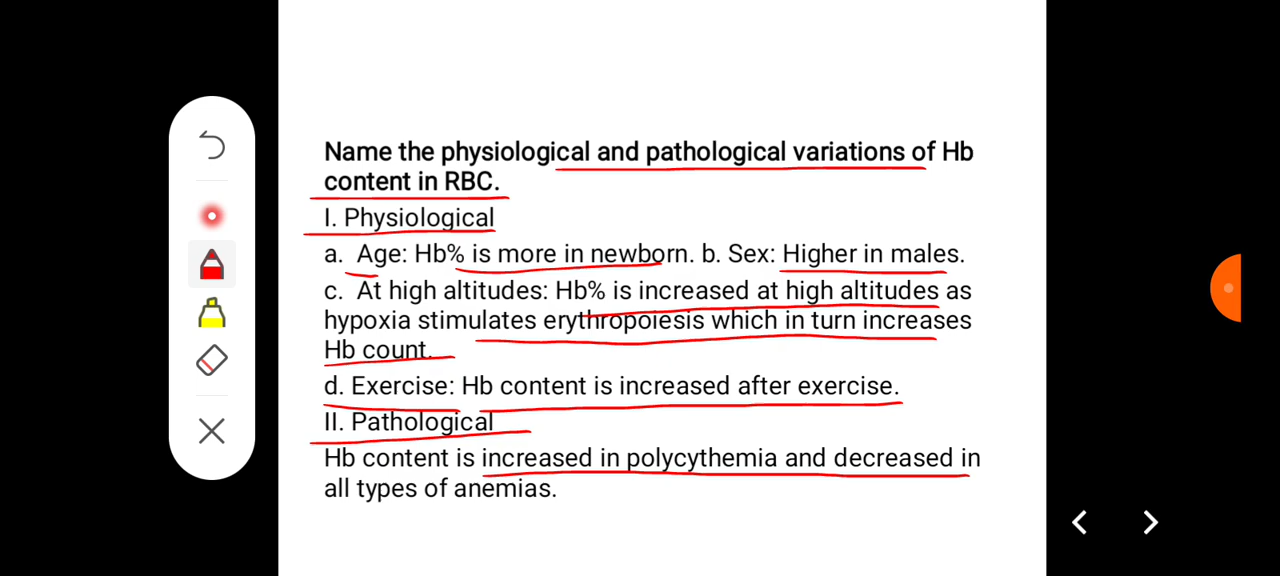 Name the physiological and pathological variations of Hb
content in RBC.
I. Physiological
a. Age: Hb% is more in newborn. b. Sex: Higher in males.
c. At high altitudes: Hb% is increased at high altitudes as
hypoxia stimulates erythropoiesis which in turn increases
Hb count.
d. Exercise: Hb content is increased after exercise.
II. Pathological
Hb content is increased in polycythemia and decreased in
all types of anemias.